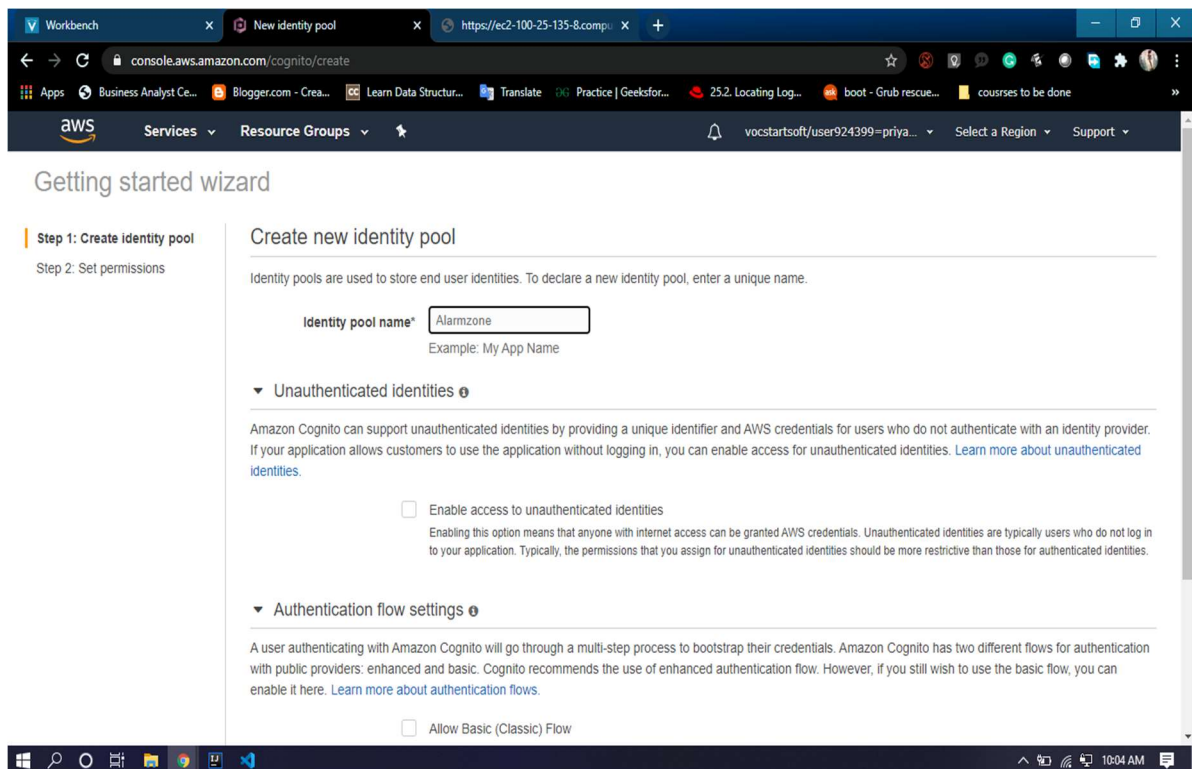 Workbench
New identity pool
https://ec2-100-25-135-8.compu
console.aws.amazon.com/cognito/create
Apps
Business Analyst Ce...
Blogger.com - Crea...
Learn Data Structur...
Translate
Practice | Geeksfor...
25.2. Locating Log...
boot - Grub rescue...
cousrses to be done
»
aws
Services
Resource Groups
vocstartsoft/user924399=priya...
Select a Region
Support
Getting started wizard
Step 1: Create identity pool
Step 2: Set permissions
Create new identity pool
Identity pools are used to store end user identities. To declare a new identity pool, enter a unique name.
Identity pool name*
Alarmzone
Example: My App Name
Unauthenticated identities
Amazon Cognito can support unauthenticated identities by providing a unique identifier and AWS credentials for users who do not authenticate with an identity provider.
If your application allows customers to use the application without logging in, you can enable access for unauthenticated identities. Learn more about unauthenticated
identities.
Enable access to unauthenticated identities
Enabling this option means that anyone with internet access can be granted AWS credentials. Unauthenticated identities are typically users who do not log in
to your application. Typically, the permissions that you assign for unauthenticated identities should be more restrictive than those for authenticated identities.
Authentication flow settings
A user authenticating with Amazon Cognito will go through a multi-step process to bootstrap their credentials. Amazon Cognito has two different flows for authentication
with public providers: enhanced and basic. Cognito recommends the use of enhanced authentication flow. However, if you still wish to use the basic flow, you can
enable it here. Learn more about authentication flows.
Allow Basic (Classic) Flow
10:04 AM